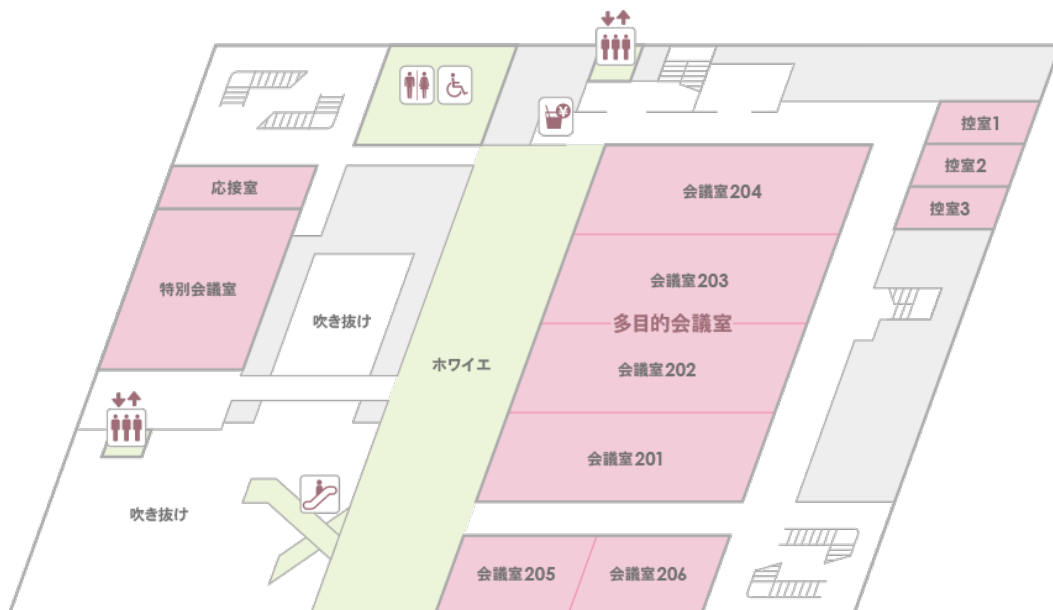 ¥
控室1
控室2
応接室
会議室204
控室3
特別会議室
会議室203
吹き抜け
多目的会議室
ホワイエ
会議室202
会議室201
吹き抜け
会議室205
会議室206